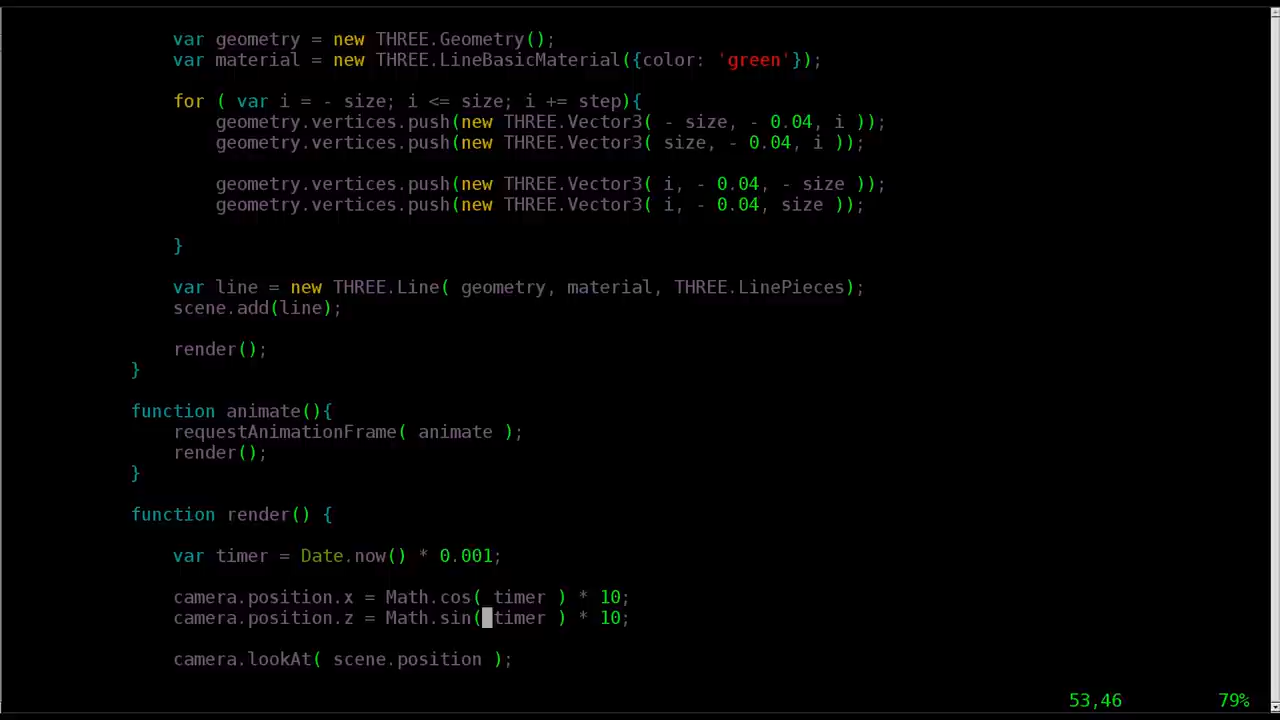 var geometry = new THREE.Geometry();
var material = new THREE.LineBasicMaterial({color: 'green'});
for ( var i = - size; i <= size; i += step){
geometry.vertices.push(new THREE.Vector3( - size, - 0.04, i ));
geometry.vertices.push(new THREE.Vector3( size, - 0.04, i ));
geometry.vertices.push(new THREE.Vector3( i, - 0.04, - size ));
geometry.vertices.push(new THREE.Vector3( i, - 0.04, size ));
}
var line = new THREE.Line( geometry, material, THREE.LinePieces);
scene.add(line);
render();
}
function animate(){
requestAnimationFrame( animate );
render();
}
function render() {
var timer = Date.now() * 0.001;
camera.position.x = Math.cos( timer ) * 10;
camera.position.z = Math.sin( timer ) * 10;
camera.lookAt( scene.position );
53,46 79%